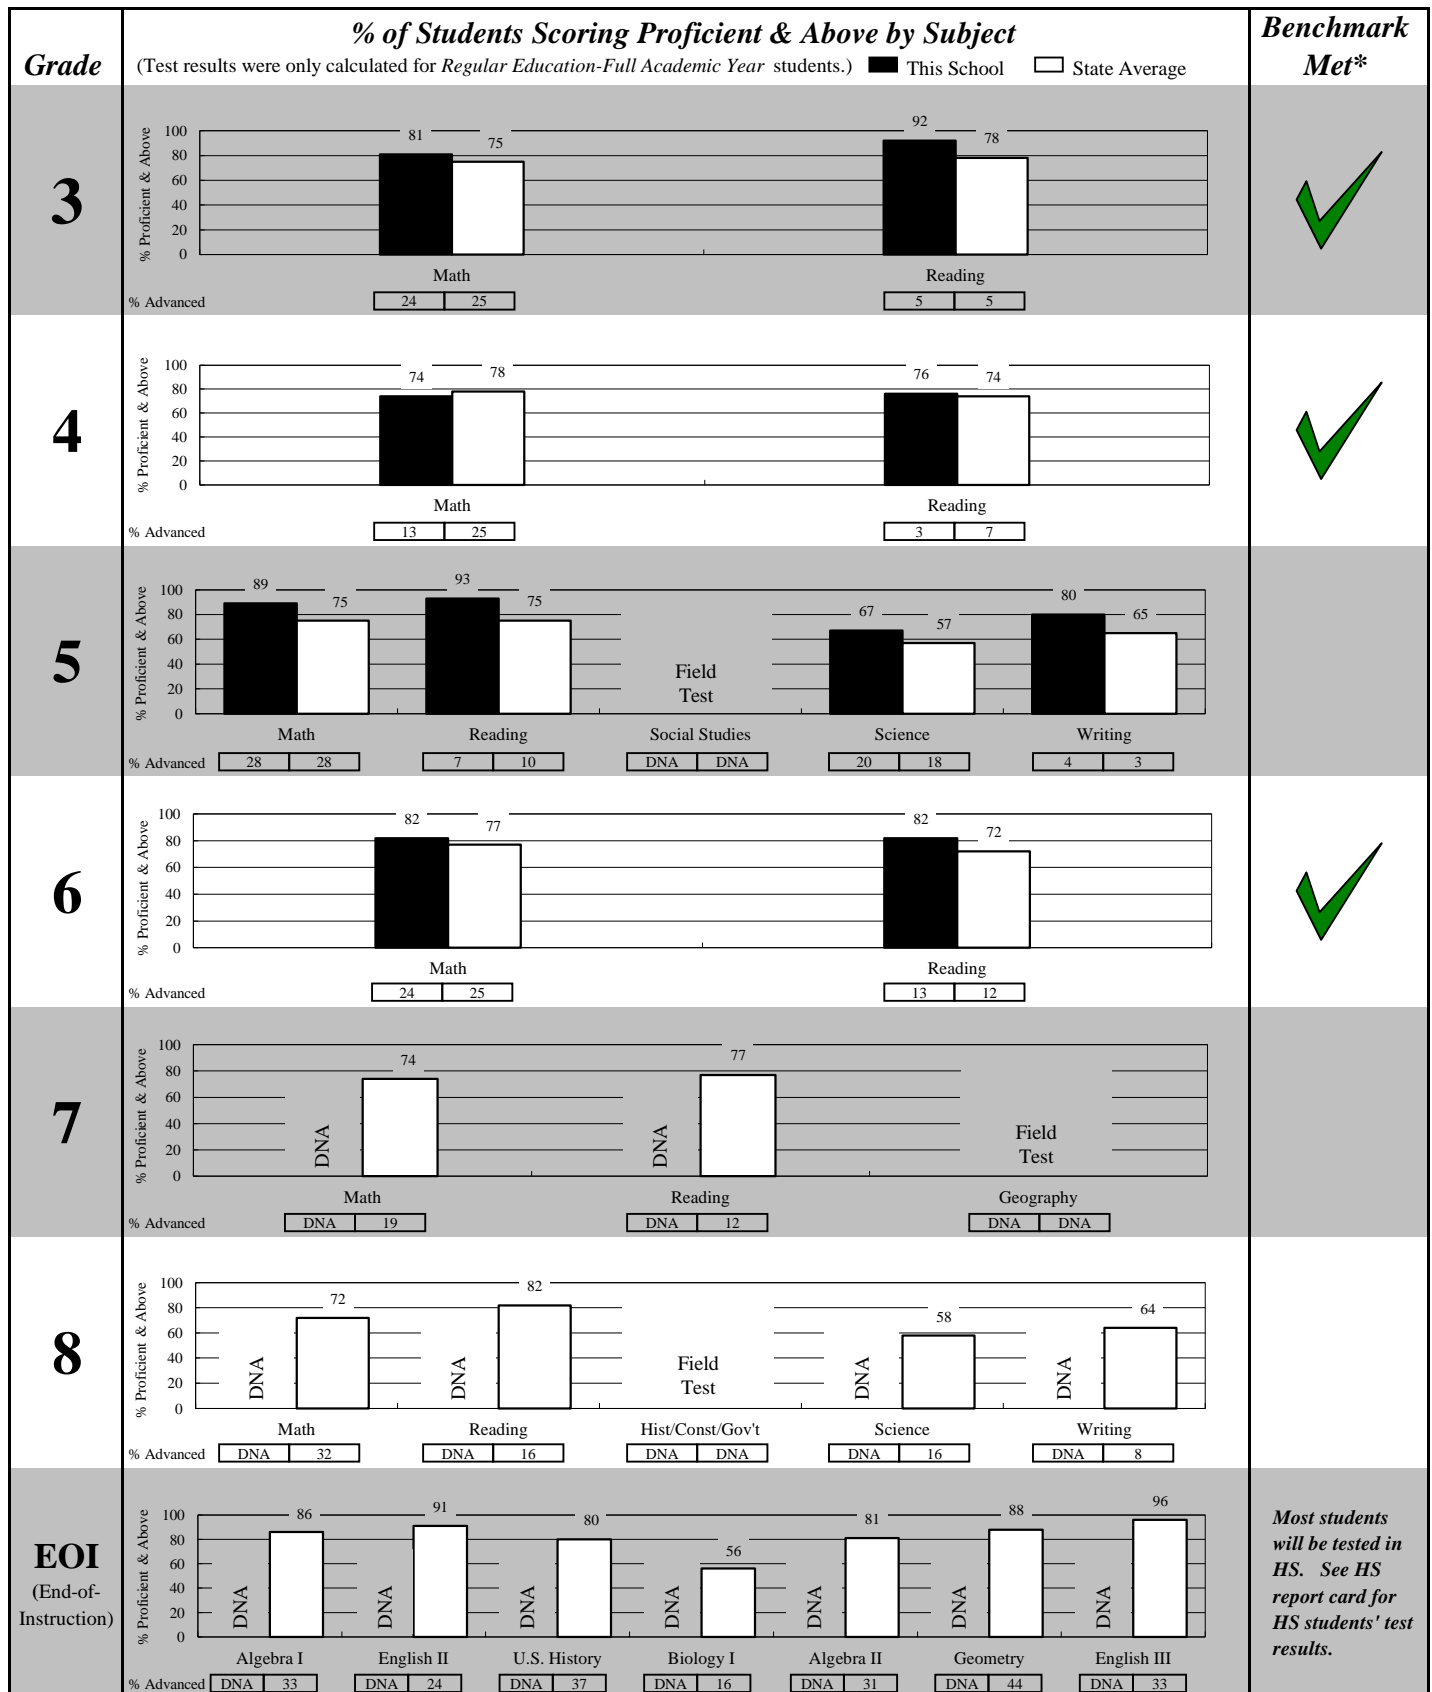 Grade
% of Students Scoring Proficient & Above by Subject
(Test results were only calculated for Regular Education-Full Academic Year students.) This School State Average
Benchmark
Met*
3
% Proficient & Above
100
80
60
40
20
0
81
75
92
78
Math Reading
% Advanced 24 25 5 5
4
% Proficient & Above
100
80
60
40
20
0
74
78
76
74
Math Reading
% Advanced 13 25 3 7
5
% Proficient & Above
100
80
60
40
20
0
89
75
93
75
Field
Test
67
57
80
65
Math Reading Social Studies Science Writing
% Advanced 28 28 7 10 DNA DNA 20 18 4 3
6
% Proficient & Above
100
80
60
40
20
0
82
77
82
72
Math Reading
% Advanced 24 25 13 12
7
% Proficient & Above
100
80
60
40
20
0
DNA
74
DNA
77
Field
Test
Math Reading Geography
% Advanced DNA 19 DNA 12 DNA DNA
8
% Proficient & Above
100
80
60
40
20
0
DNA
72
DNA
82
Field
Test
DNA
58
DNA
64
Math Reading Hist/Const/Gov't Science Writing
% Advanced DNA 32 DNA 16 DNA DNA DNA 16 DNA 8
EOI
(End-of-
Instruction)
% Proficient & Above
100
80
60
40
20
0
DNA
86
DNA
91
DNA
80
DNA
56
DNA
81
DNA
88
DNA
96
Algebra I English II U.S. History Biology I Algebra II Geometry English III
% Advanced DNA 33 DNA 24 DNA 37 DNA 16 DNA 31 DNA 44 DNA 33
Most students
will be tested in
HS. See HS
report card for
HS students' test
results.